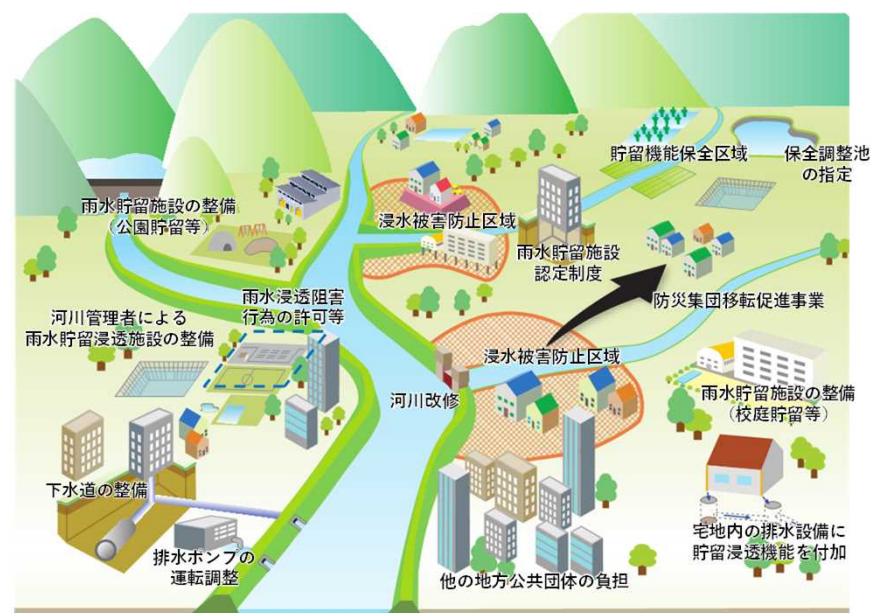 貯留機能保全区域
保全調整池
の指定
雨水貯留施設の整備
（公園貯留等）
浸水被害防止区域
雨水貯留施設
認定制度
雨水浸透阻害
行為の許可等
防災集団移転促進事業
河川管理者による
雨水貯留浸透施設の整備
浸水被害防止区域
河川改修
雨水貯留施設の整備
（校庭貯留等）
下水道の整備
排水ポンプの
運転調整
宅地内の排水設備に
貯留浸透機能を付加
他の地方公共団体の負担